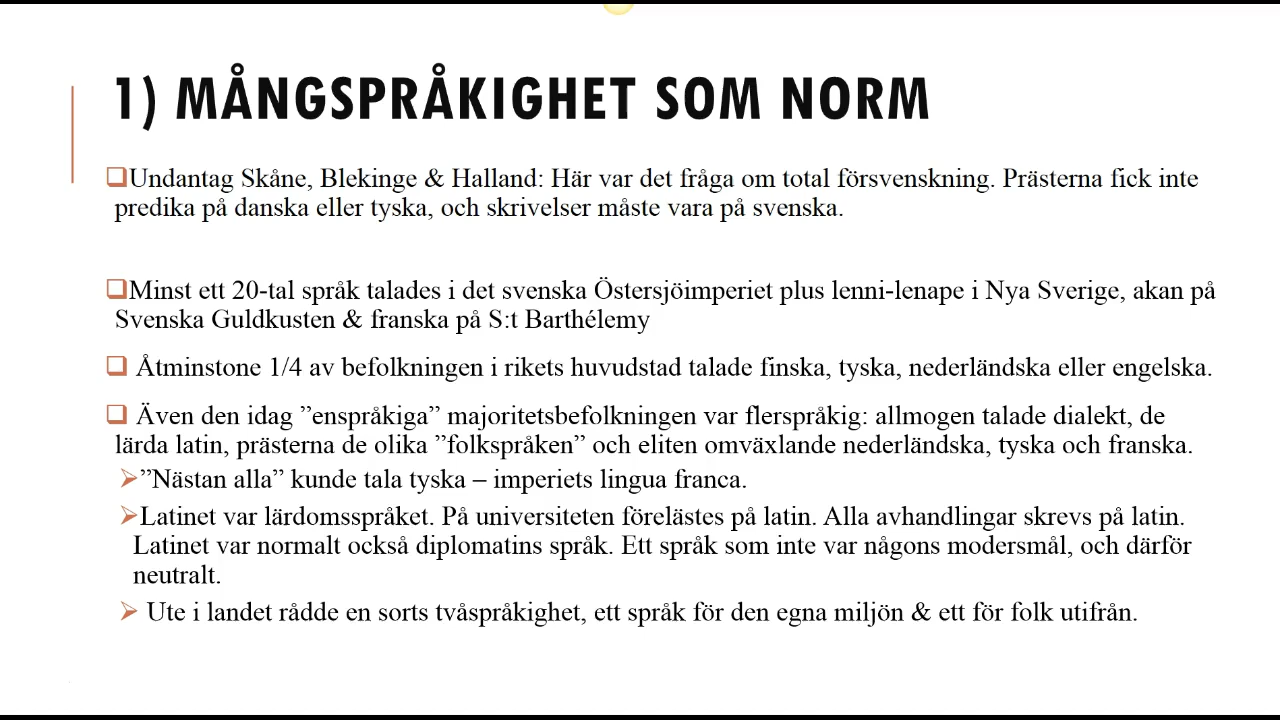 1) MÅNGSPRÅKIGHET SOM NORM
Undantag Skåne, Blekinge & Halland: Här var det fråga om total försvenskning. Prästerna fick inte
predika på danska eller tyska, och skrivelser måste vara på svenska.
Minst ett 20-tal språk talades i det svenska Östersjöimperiet plus lenni-lenape i Nya Sverige, akan på
Svenska Guldkusten & franska på S:t Barthélemy
Åtminstone 1/4 av befolkningen i rikets huvudstad talade finska, tyska, nederländska eller engelska.
Även den idag ”enspråkiga” majoritetsbefolkningen var flerspråkig: allmogen talade dialekt, de
lärda latin, prästerna de olika ”folkspråken” och eliten omväxlande nederländska, tyska och franska.
”Nästan alla” kunde tala tyska – imperiets lingua franca.
Latinet var lärdomsspråket. På universiteten förelästes på latin. Alla avhandlingar skrevs på latin.
Latinet var normalt också diplomatins språk. Ett språk som inte var någons modersmål, och därför
neutralt.
Ute i landet rådde en sorts tvåspråkighet, ett språk för den egna miljön & ett för folk utifrån.